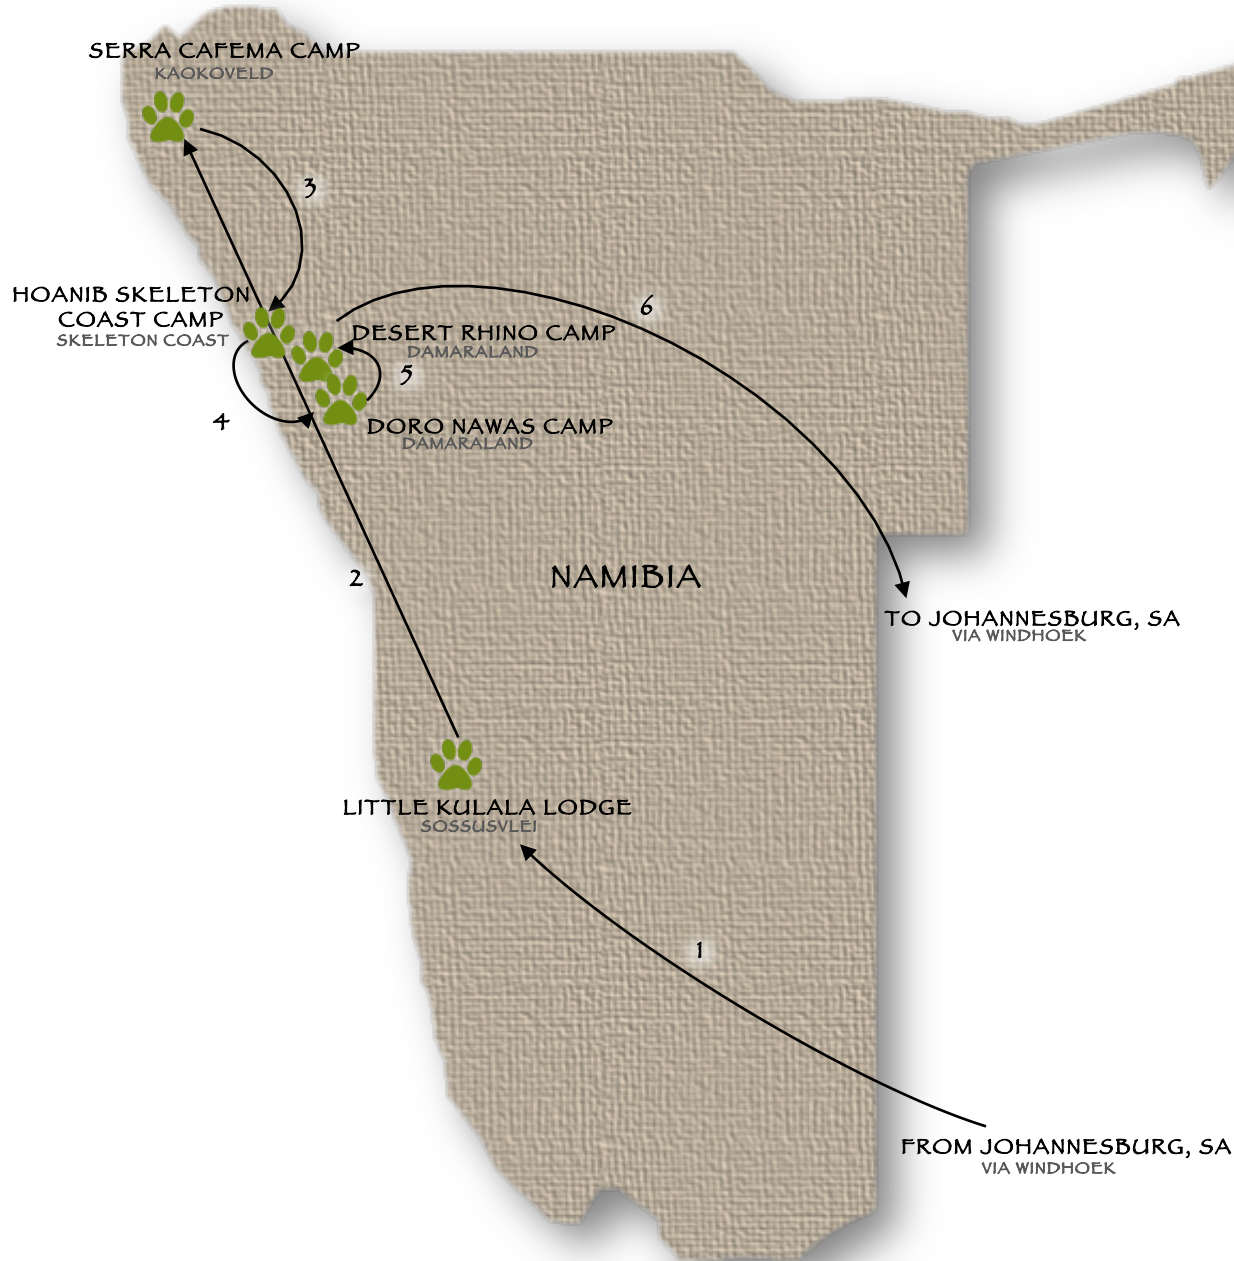 SERRA CAFEMA CAMP
KAOKOVELD
3
HOANIB SKELETON
COAST CAMP
SKELETON COAST
6
DESERT RHINO CAMP
DAMARALAND
5
4
DORO NAWAS CAMP
DAMARALAND
2
NAMIBIA
TO JOHANNESBURG, SA
VIA WINDHOEK
LITTLE KULALA LODGE
SOSSUSVLEI
1
FROM JOHANNESBURG, SA
VIA WINDHOEK